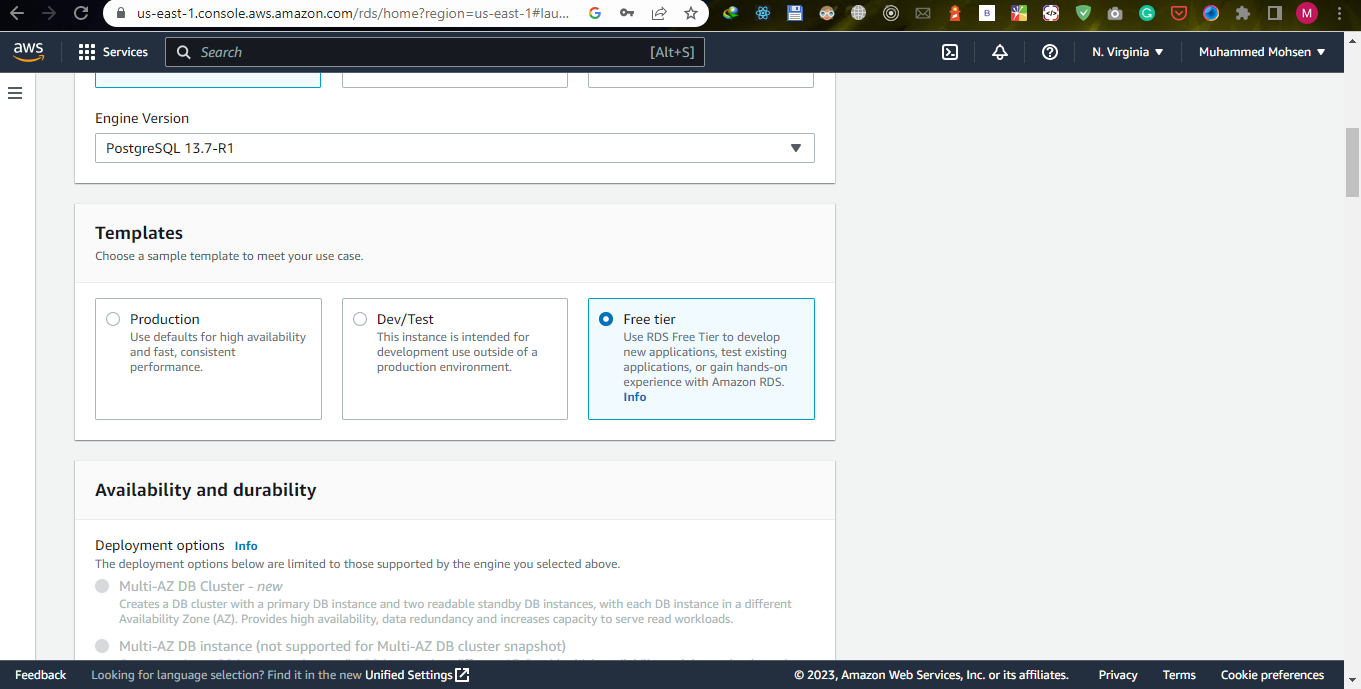 us-east-1.console.aws.amazon.com/rds/home?region=us-east-1#lau...
G
B
G
M
aws
Services
Search
[Alt+S]
N. Virginia
Muhammed Mohsen
Engine Version
PostgreSQL 13.7-R1
Templates
Choose a sample template to meet your use case.
Production
Use defaults for high availability
and fast, consistent
performance.
Dev/Test
This instance is intended for
development use outside of a
production environment.
Free tier
Use RDS Free Tier to develop
new applications, test existing
applications, or gain hands-on
experience with Amazon RDS.
Info
Availability and durability
Deployment options Info
The deployment options below are limited to those supported by the engine you selected above.
Multi-AZ DB Cluster - new
Creates a DB cluster with a primary DB instance and two readable standby DB instances, with each DB instance in a different
Availability Zone (AZ). Provides high availability, data redundancy and increases capacity to serve read workloads.
Multi-AZ DB instance (not supported for Multi-AZ DB cluster snapshot)
Feedback
Looking for language selection? Find it in the new Unified Settings
© 2023, Amazon Web Services, Inc. or its affiliates.
Privacy
Terms
Cookie preferences